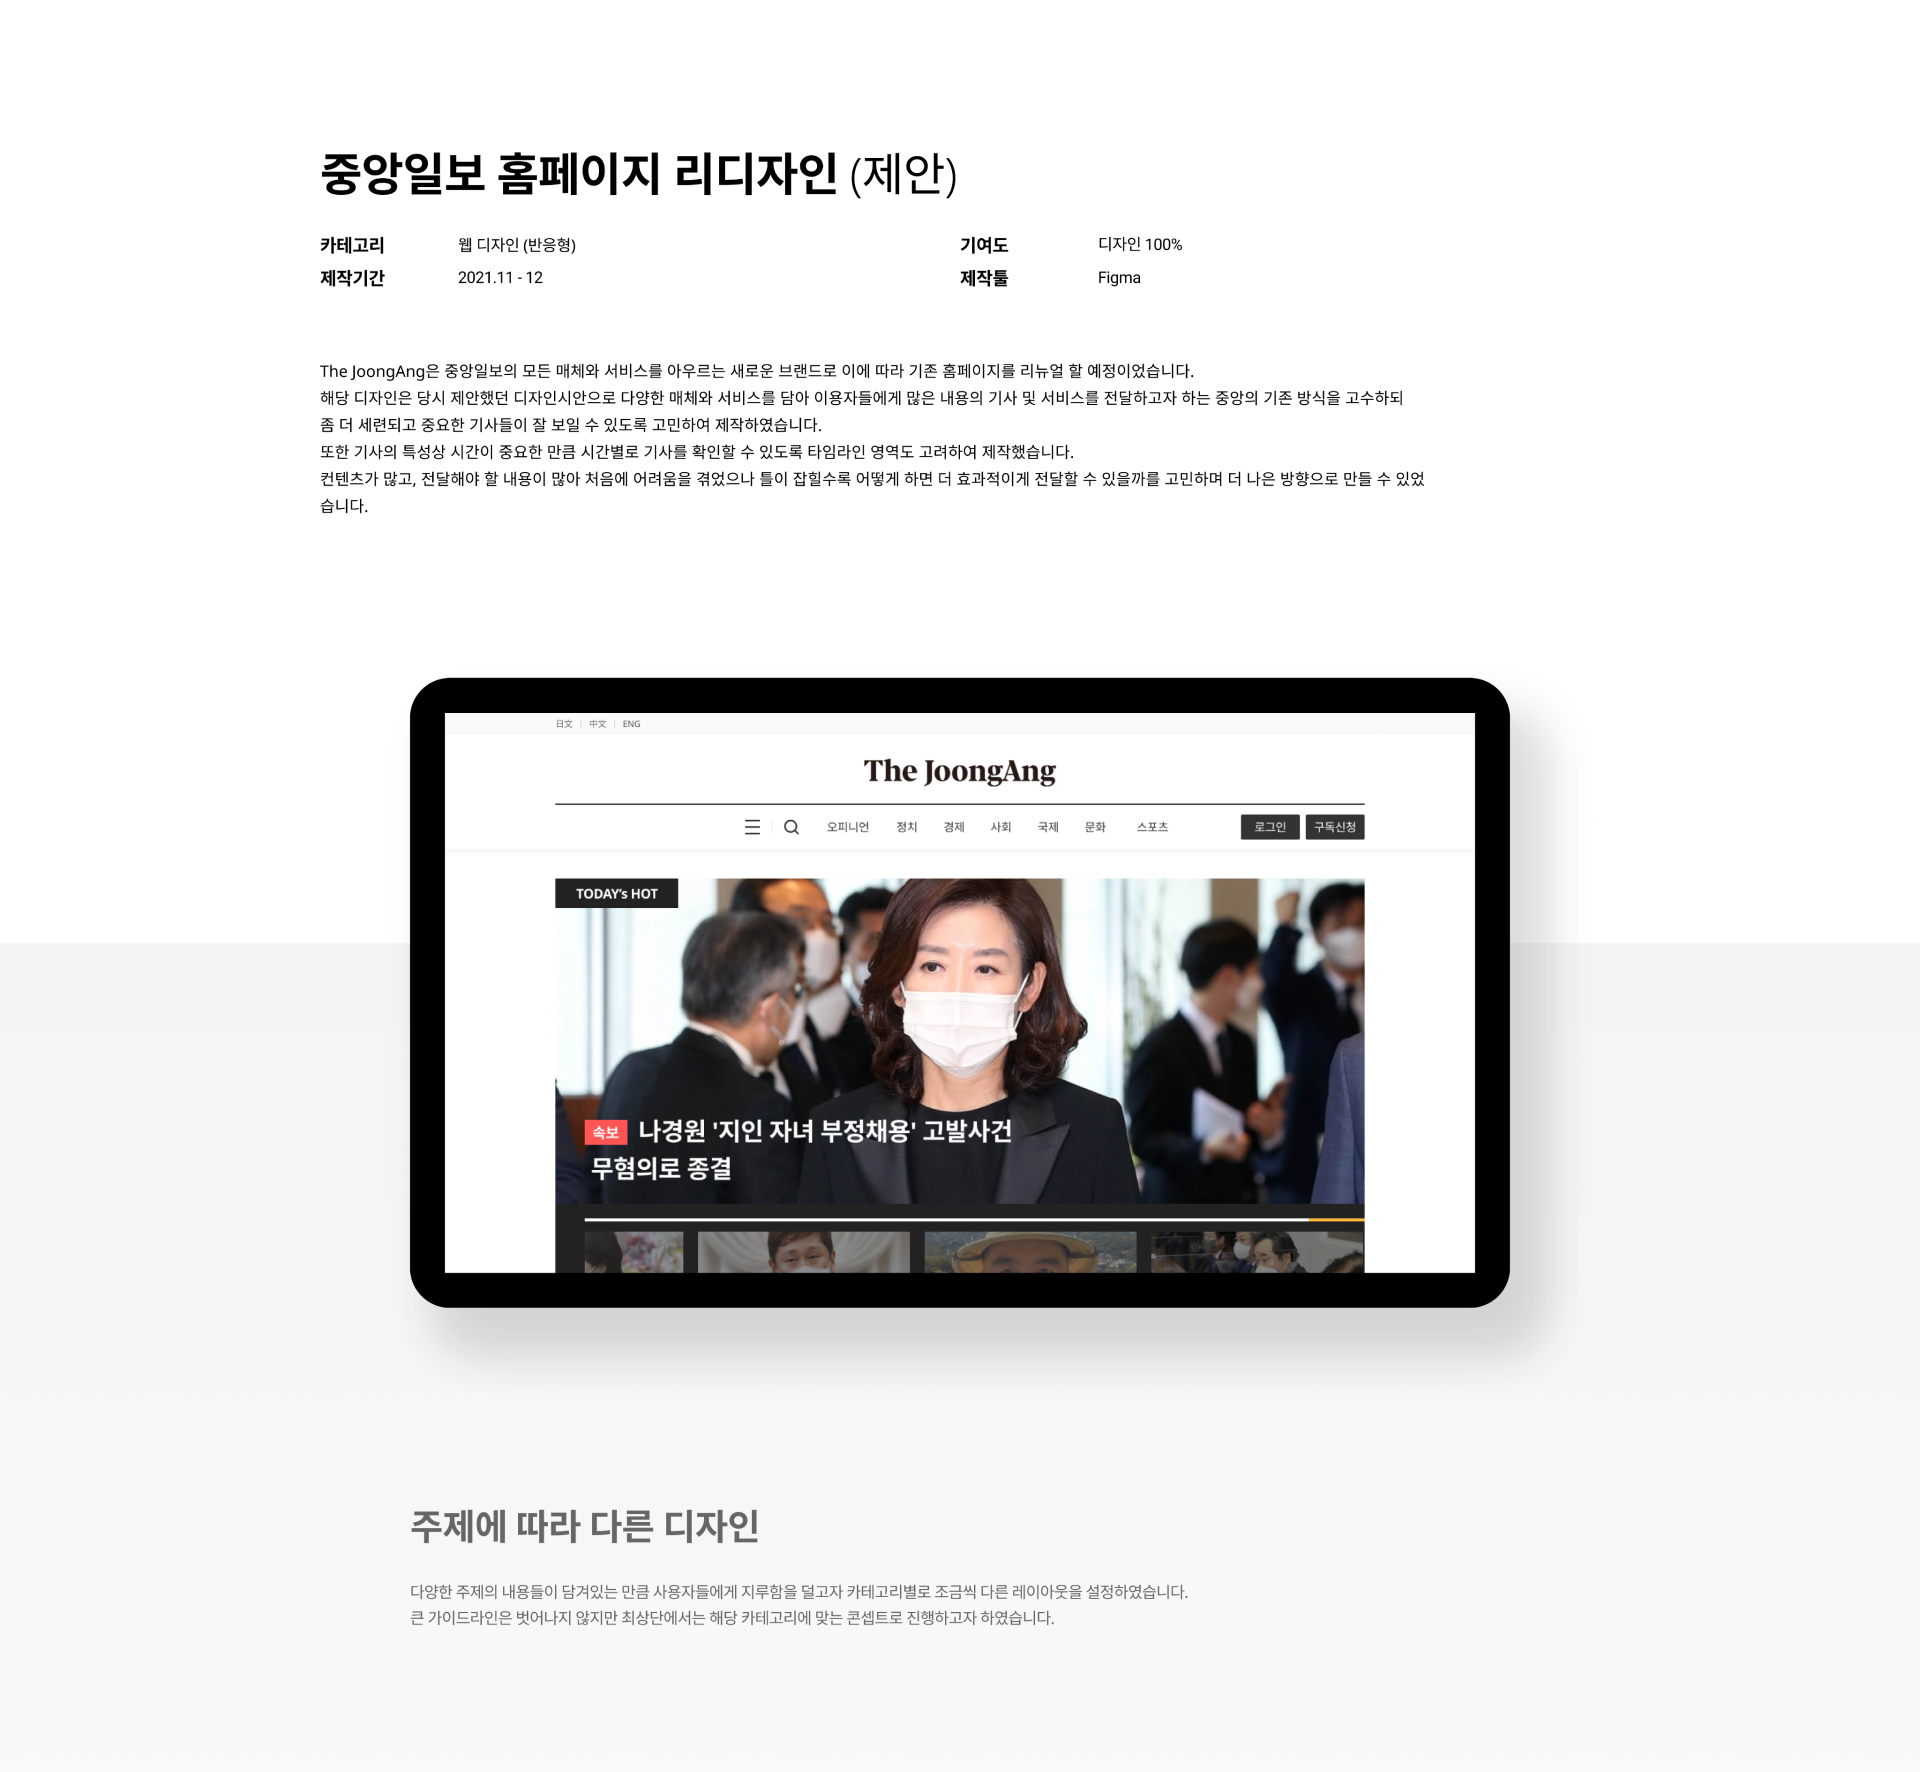 중앙일보 홈페이지 리디자인 (제안)
카테고리 웹 디자인 (반응형) 기여도 디자인 100%
제작기간 2021.11 - 12 제작툴 Figma
The JoongAng은 중앙일보의 모든 매체와 서비스를 아우르는 새로운 브랜드로 이에 따라 기존 홈페이지를 리뉴얼 할 예정이었습니다.
해당 디자인은 당시 제안했던 디자인시안으로 다양한 매체와 서비스를 담아 이용자들에게 많은 내용의 기사 및 서비스를 전달하고자 하는 중앙의 기존 방식을 고수하되
좀 더 세련되고 중요한 기사들이 잘 보일 수 있도록 고민하여 제작하였습니다.
또한 기사의 특성상 시간이 중요한 만큼 시간별로 기사를 확인할 수 있도록 타임라인 영역도 고려하여 제작했습니다.
컨텐츠가 많고, 전달해야 할 내용이 많아 처음에 어려움을 겪었으나 틀이 잡힐수록 어떻게 하면 더 효과적이게 전달할 수 있을까를 고민하며 더 나은 방향으로 만들 수 있었
습니다.
日文 | 中文 | ENG
The JoongAng
오피니언 정치 경제 사회 국제 문화 스포츠 로그인 구독신청
TODAY's HOT
속보 나경원 '지인 자녀 부정채용' 고발사건
무혐의로 종결
주제에 따라 다른 디자인
다양한 주제의 내용들이 담겨있는 만큼 사용자들에게 지루함을 덜고자 카테고리별로 조금씩 다른 레이아웃을 설정하였습니다.
큰 가이드라인은 벗어나지 않지만 최상단에서는 해당 카테고리에 맞는 콘셉트로 진행하고자 하였습니다.